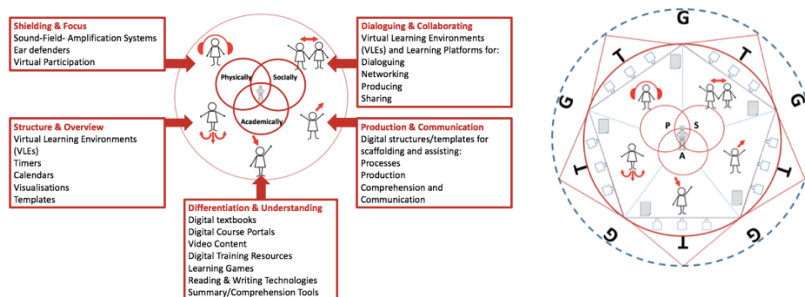 Shielding & Focus
Sound-Field- Amplification Systems
Ear defenders
Virtual Participation
Structure & Overview
Virtual Learning Environments
(VLEs)
Timers
Calendars
Visualisations
Templates
Physically
Socially
Academically
Differentiation & Understanding
Digital textbooks
Digital Course Portals
Video Content
Digital Training Resources
Learning Games
Reading & Writing Technologies
Summary/Comprehension Tools
Dialoguing & Collaborating
Virtual Learning Environments
(VLEs) and Learning Platforms for:
Dialoguing
Networking
Producing
Sharing
Production & Communication
Digital structures/templates for
scaffolding and assisting:
Processes
Production
Comprehension and
Communication
G
T
T
G
G
P
S
A
T
T
G
T
G